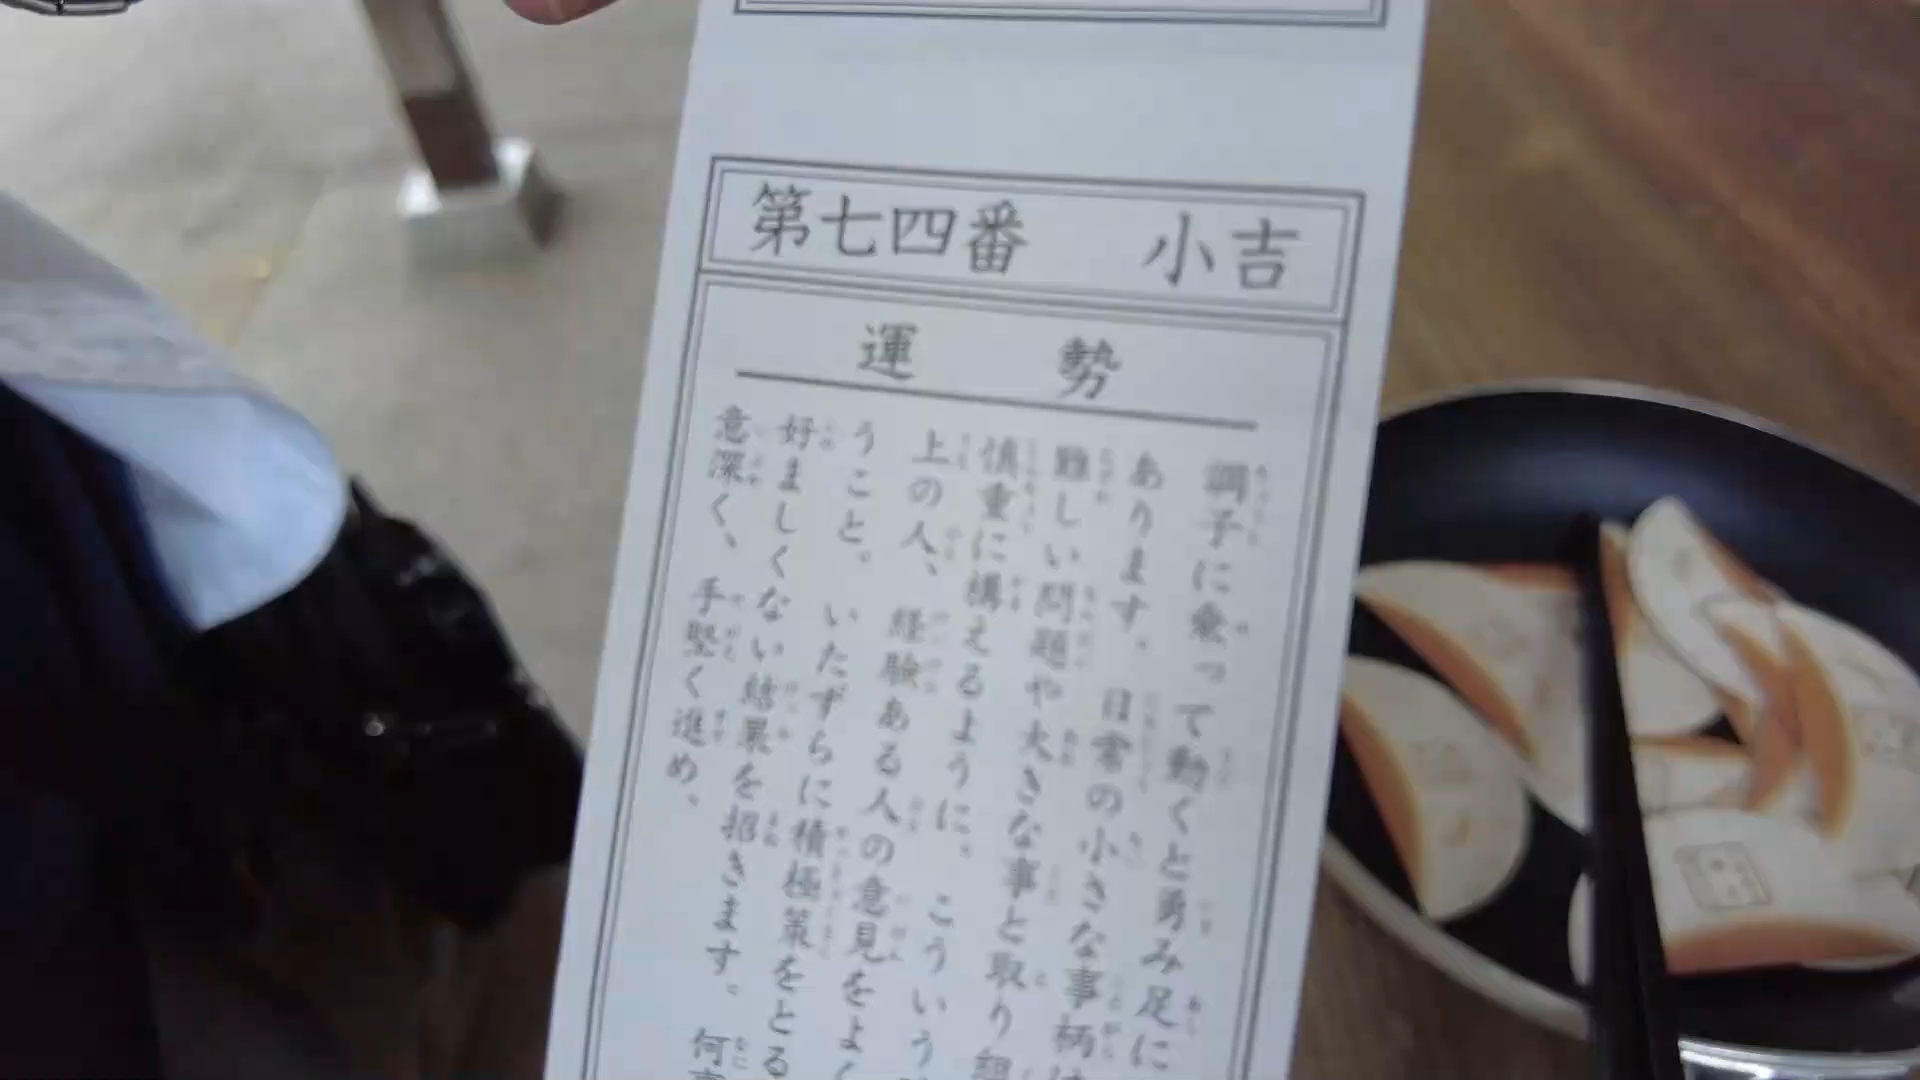 第七四番 小吉
運勢
調子に乗って動くと勇み足に
あります。日常の小さな事柄
難しい問題や大きな事と取り組
慎重に構えるように。こういう
上の人、経験ある人の意見をよく
うこと。いたずらに積極策をとる
好ましくない結果を招きます。何
意深く、手堅く進め、